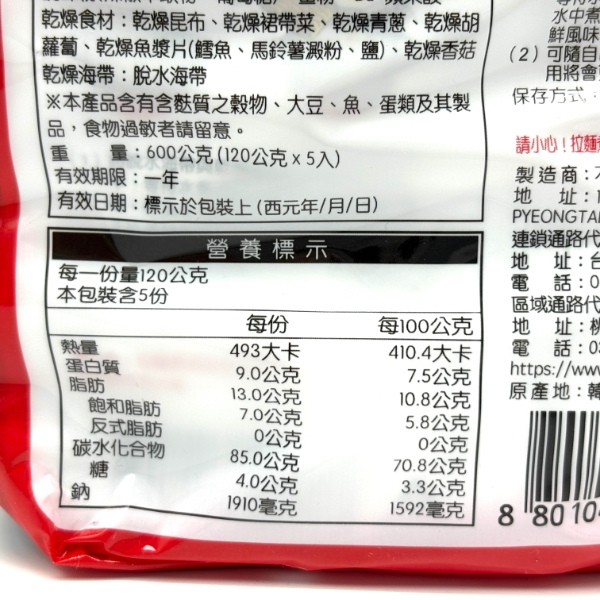 乾燥食材：乾燥昆布、乾燥裙帶菜、乾燥青蔥、乾燥胡
蘿蔔、乾燥魚漿片(鱈魚、馬鈴薯澱粉、鹽)、乾燥香菇
乾燥海帶：脫水海帶
※本產品含有含麩質之穀物、大豆、魚、蛋類及其製
品，食物過敏者請留意。
重 量：600公克(120公克x5入)
有效期限：一年
有效日期：標示於包裝上(西元年/月/日)
營養標示
每一份量120公克
本包裝含5份
每份 每100公克
熱量 493大卡 410.4大卡
蛋白質 9.0公克 7.5公克
脂肪 13.0公克 10.8公克
飽和脂肪 7.0公克 5.8公克
反式脂肪 0公克 0公克
碳水化合物 85.0公克 70.8公克
糖 4.0公克 3.3公克
鈉 1910毫克 1592毫克
水中煮
鮮風味
(2)可隨自
用將會
保存方式：
請小心！拉麵
製造商：
地 址：
PYEONGTA
連鎖通路代
地 址：台
電 話：0
區域通路代
地 址：桃
電 話：03
https://www
原產地：韓
8 8010